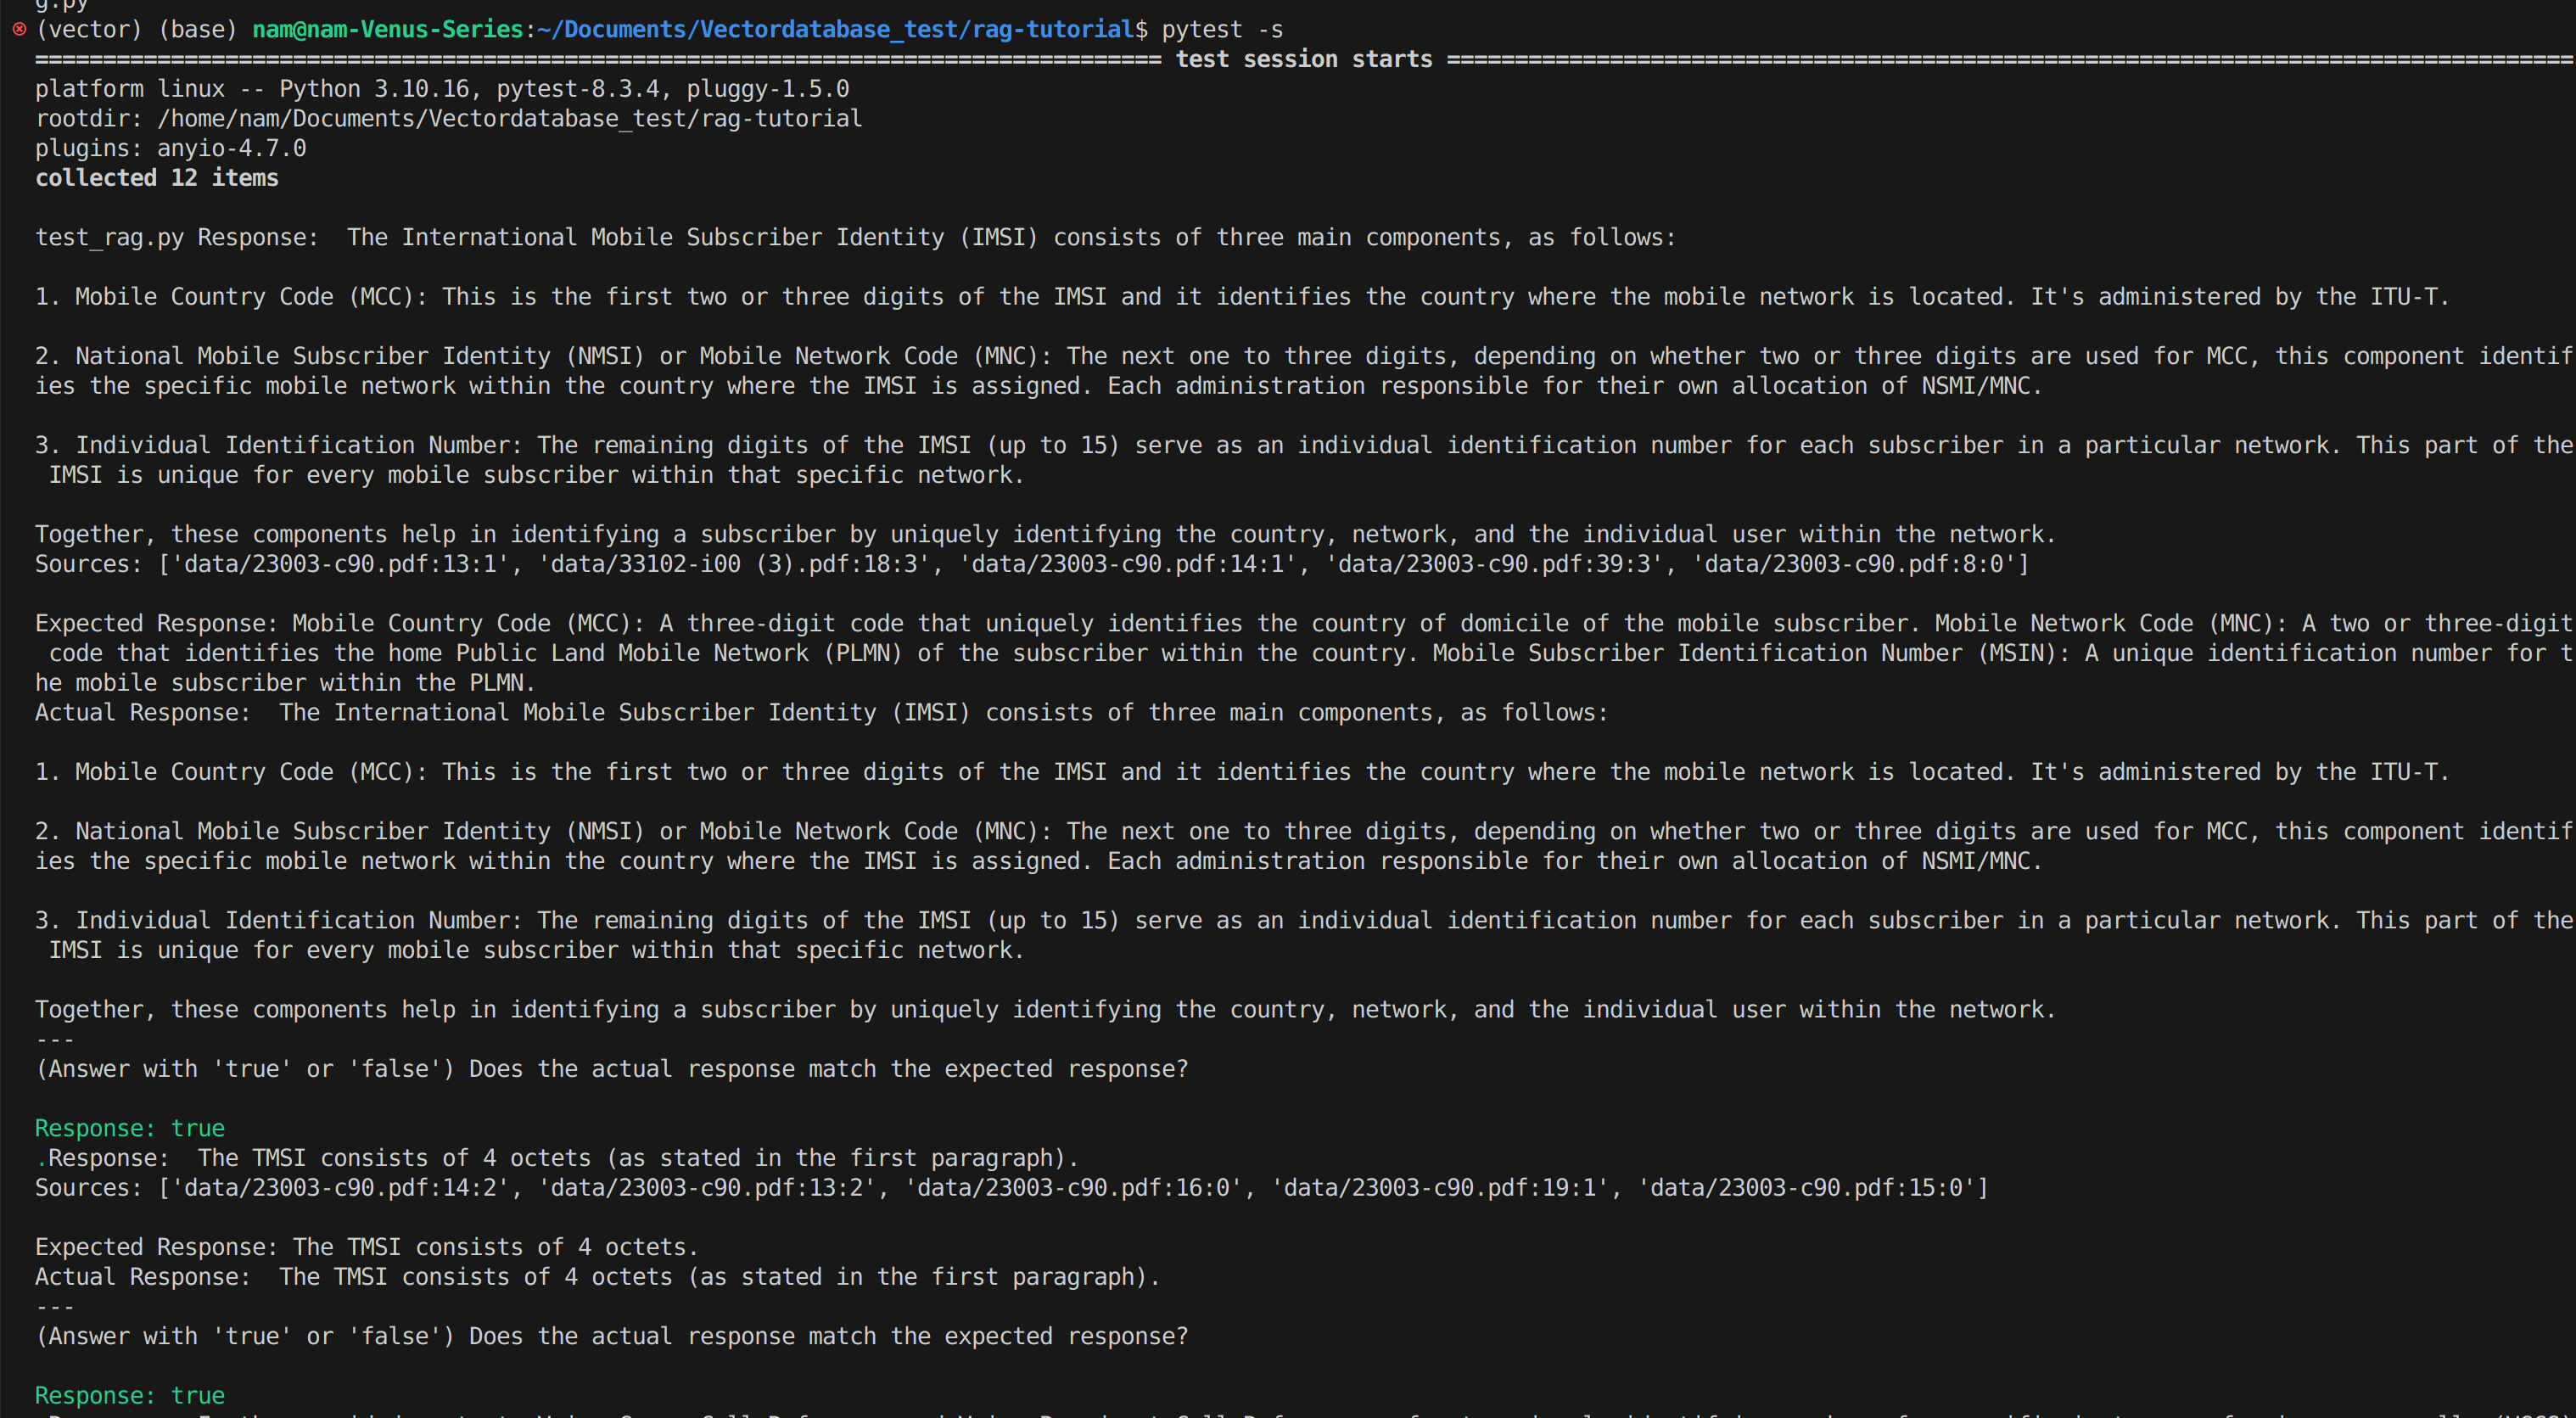 g.py
(vector) (base) nam@nam-Venus-Series:~/Documents/Vectordatabase_test/rag-tutorial$ pytest -s
=================================================================================== test session starts ===================================================================================
platform linux -- Python 3.10.16, pytest-8.3.4, pluggy-1.5.0
rootdir: /home/nam/Documents/Vectordatabase_test/rag-tutorial
plugins: anyio-4.7.0
collected 12 items
test_rag.py Response:  The International Mobile Subscriber Identity (IMSI) consists of three main components, as follows:
1. Mobile Country Code (MCC): This is the first two or three digits of the IMSI and it identifies the country where the mobile network is located. It's administered by the ITU-T.
2. National Mobile Subscriber Identity (NMSI) or Mobile Network Code (MNC): The next one to three digits, depending on whether two or three digits are used for MCC, this component identif
ies the specific mobile network within the country where the IMSI is assigned. Each administration responsible for their own allocation of NSMI/MNC.
3. Individual Identification Number: The remaining digits of the IMSI (up to 15) serve as an individual identification number for each subscriber in a particular network. This part of the
 IMSI is unique for every mobile subscriber within that specific network.
Together, these components help in identifying a subscriber by uniquely identifying the country, network, and the individual user within the network.
Sources: ['data/23003-c90.pdf:13:1', 'data/33102-i00 (3).pdf:18:3', 'data/23003-c90.pdf:14:1', 'data/23003-c90.pdf:39:3', 'data/23003-c90.pdf:8:0']
Expected Response: Mobile Country Code (MCC): A three-digit code that uniquely identifies the country of domicile of the mobile subscriber. Mobile Network Code (MNC): A two or three-digit
 code that identifies the home Public Land Mobile Network (PLMN) of the subscriber within the country. Mobile Subscriber Identification Number (MSIN): A unique identification number for t
he mobile subscriber within the PLMN.
Actual Response:  The International Mobile Subscriber Identity (IMSI) consists of three main components, as follows:
1. Mobile Country Code (MCC): This is the first two or three digits of the IMSI and it identifies the country where the mobile network is located. It's administered by the ITU-T.
2. National Mobile Subscriber Identity (NMSI) or Mobile Network Code (MNC): The next one to three digits, depending on whether two or three digits are used for MCC, this component identif
ies the specific mobile network within the country where the IMSI is assigned. Each administration responsible for their own allocation of NSMI/MNC.
3. Individual Identification Number: The remaining digits of the IMSI (up to 15) serve as an individual identification number for each subscriber in a particular network. This part of the
 IMSI is unique for every mobile subscriber within that specific network.
Together, these components help in identifying a subscriber by uniquely identifying the country, network, and the individual user within the network.
---
(Answer with 'true' or 'false') Does the actual response match the expected response?
Response: true
.Response:  The TMSI consists of 4 octets (as stated in the first paragraph).
Sources: ['data/23003-c90.pdf:14:2', 'data/23003-c90.pdf:13:2', 'data/23003-c90.pdf:16:0', 'data/23003-c90.pdf:19:1', 'data/23003-c90.pdf:15:0']
Expected Response: The TMSI consists of 4 octets.
Actual Response:  The TMSI consists of 4 octets (as stated in the first paragraph).
---
(Answer with 'true' or 'false') Does the actual response match the expected response?
Response: true